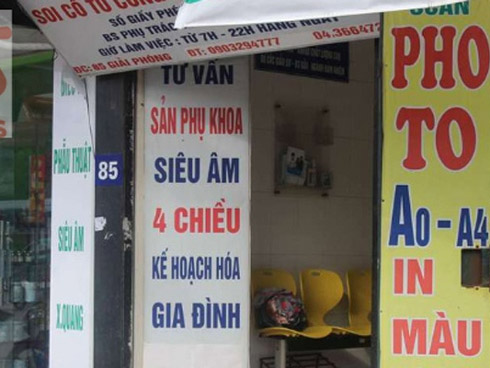 SOI CỔ TỬ CUNG
SỐ GIẤY PHÉP
BS PHỤ TRÁC
GIỜ LÀM VIỆC: TỪ 7H - 22H HÀNG NGÀY
ĐC: 85 GIẢI PHÓNG ĐT: 0903294777 04.3664
TƯ VẤN
SẢN PHỤ KHOA
SIÊU ÂM
4 CHIỀU
KẾ HOẠCH HÓA
GIA ĐÌNH
PHẪU THUẬT
SIÊU ÂM
X.QUANG
85
PHO
TO
A0 - A4
IN
MÀU